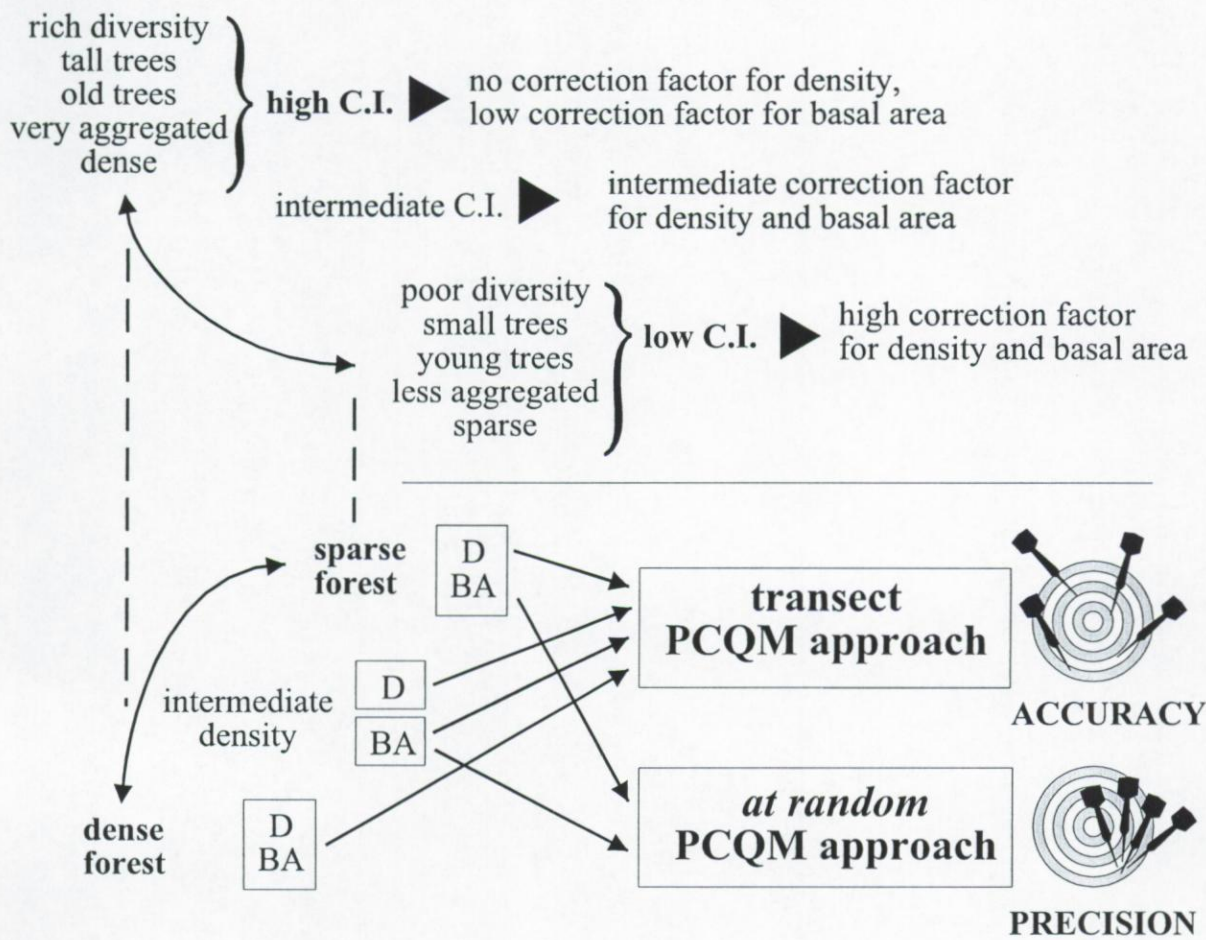 rich diversity
tall trees
old trees
very aggregated
dense
high C.I.
no correction factor for density,
low correction factor for basal area
intermediate C.I.
intermediate correction factor
for density and basal area
poor diversity
small trees
young trees
less aggregated
sparse
low C.I.
high correction factor
for density and basal area
sparse
forest
D
BA
transect
PCQM approach
ACCURACY
intermediate
density
D
BA
dense
forest
D
BA
at random
PCQM approach
PRECISION